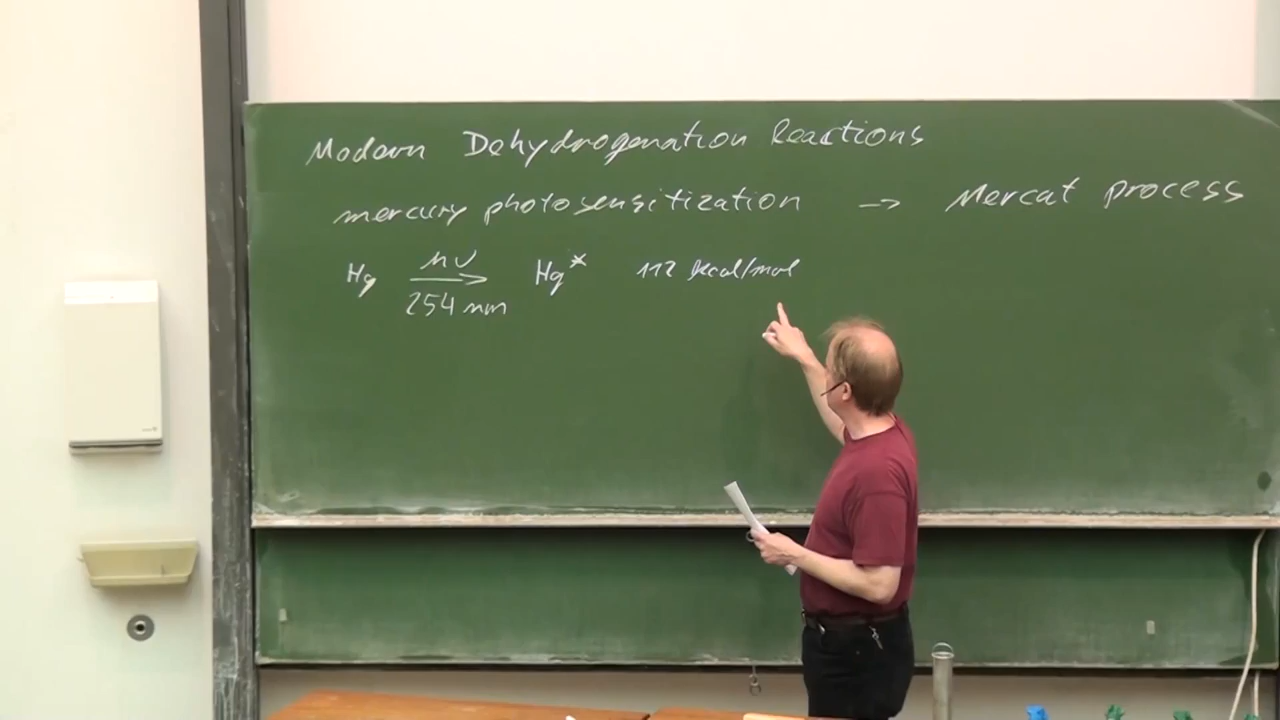 Modern Dehydrogenation Reactions
mercury photosensitization → Mercat process
Hg hν → Hg* 112 kcal/mol
254 nm